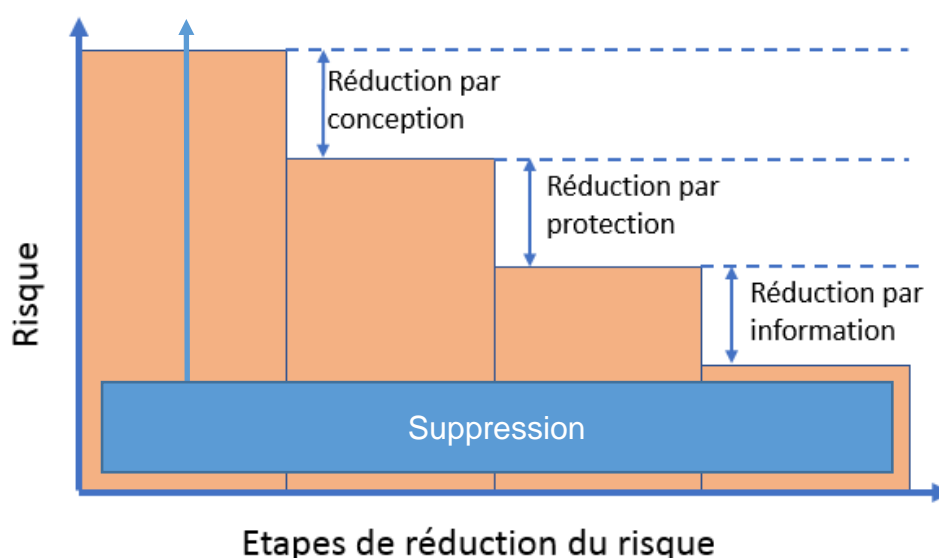 Réduction par
conception
Réduction par
protection
Réduction par
information
Risque
Suppression
Etapes de réduction du risque